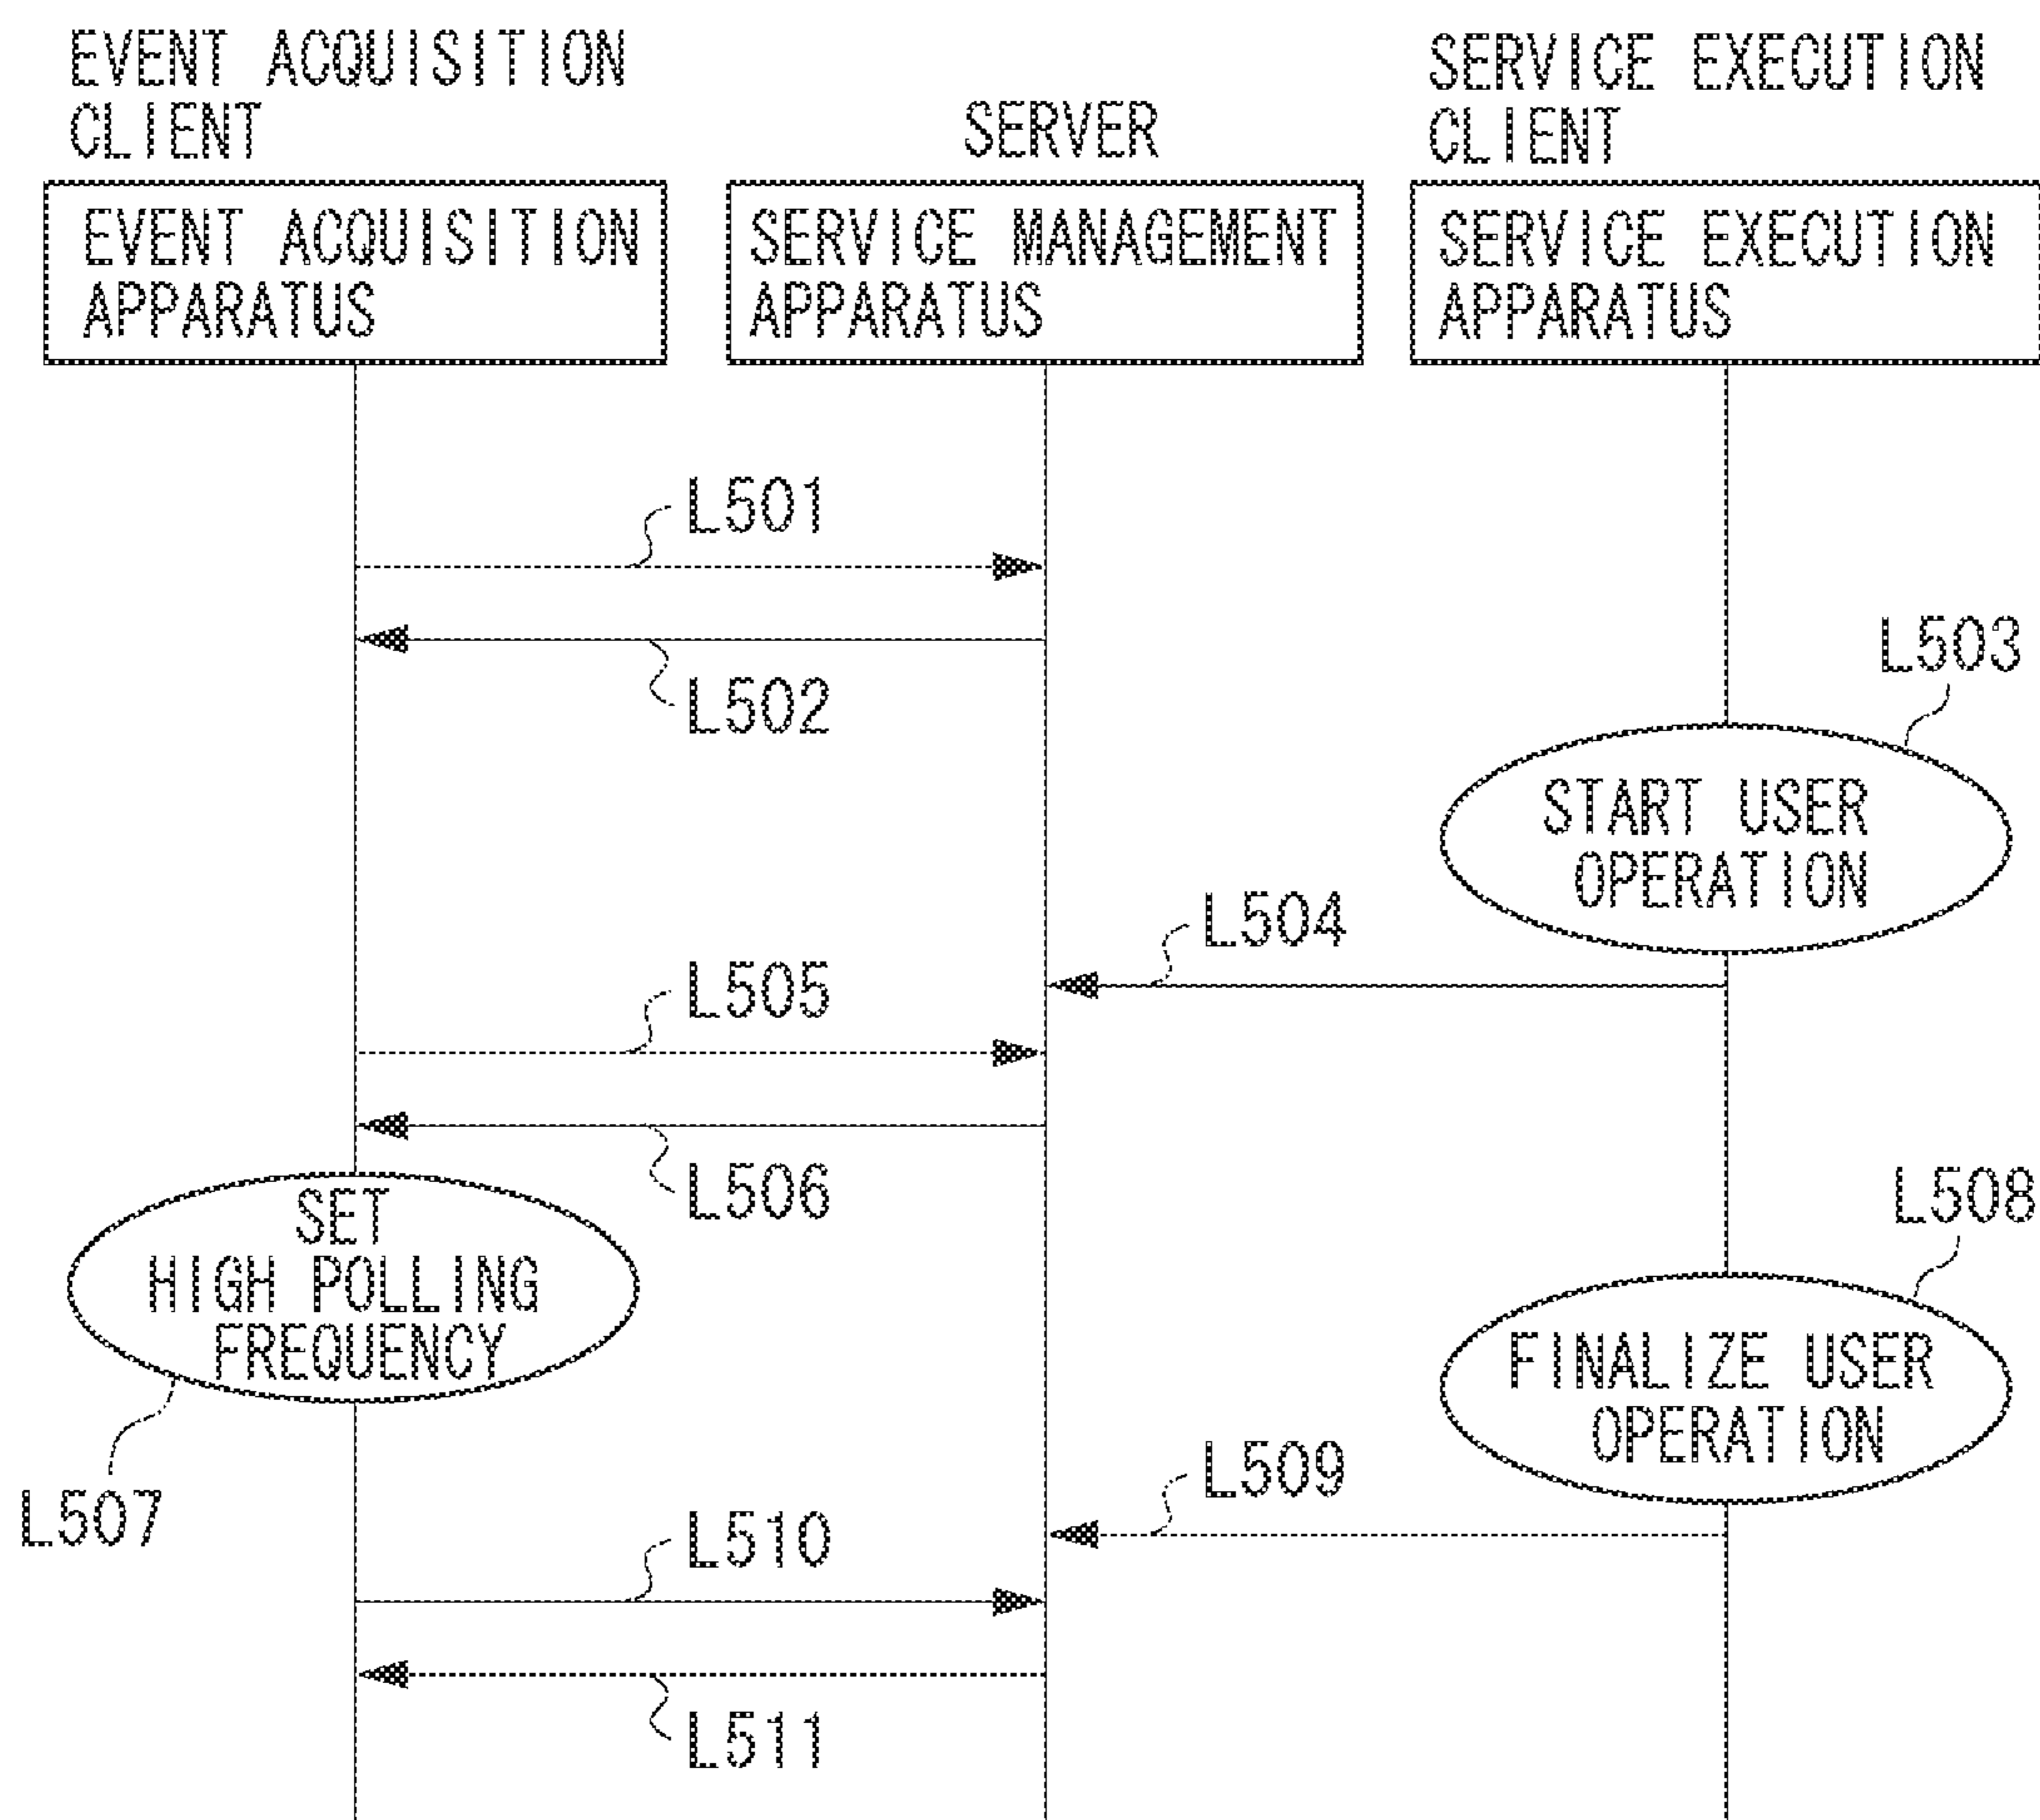 EVENT ACQUISITION
CLIENT
SERVER
SERVICE EXECUTION
CLIENT
EVENT ACQUISITION
APPARATUS
SERVICE MANAGEMENT
APPARATUS
SERVICE EXECUTION
APPARATUS
L501
L502
L503
START USER
OPERATION
L504
L505
L506
SET
HIGH POLLING
FREQUENCY
L507
L508
FINALIZE USER
OPERATION
L509
L510
L511